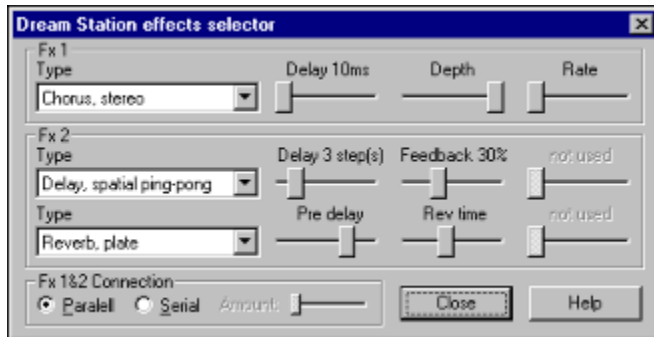 Dream Station effects selector
Fx 1
Type Delay 10ms Depth Rate
Chorus, stereo
Fx 2
Type Delay 3 step(s) Feedback 30% not used
Delay, spatial ping-pong
Type Pre delay Rev time not used
Reverb, plate
Fx 1&2 Connection
Paralell Serial Amount: Close Help